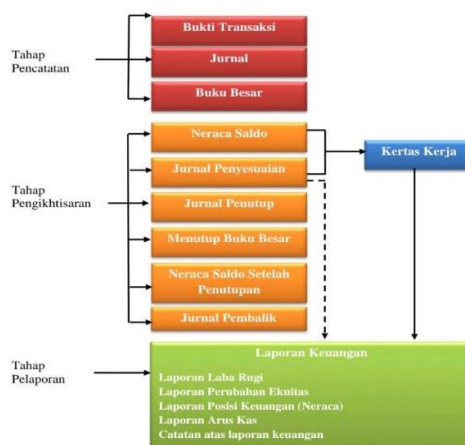 Tahap
Pencatatan
Bukti Transaksi
Jurnal
Buku Besar
Tahap
Pengikhtisaran
Neraca Saldo
Jurnal Penyesuaian
Jurnal Penutup
Menutup Buku Besar
Neraca Saldo Setelah
Penutupan
Jurnal Pembalik
Kertas Kerja
Tahap
Pelaporan
Laporan Keuangan
Laporan Laba Rugi
Laporan Perubahan Ekuitas
Laporan Posisi Keuangan (Neraca)
Laporan Arus Kas
Catatan atas laporan keuangan